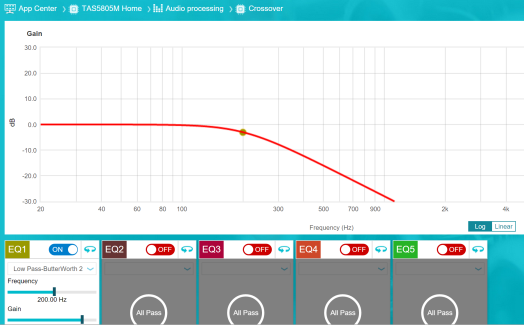 App Center TAS5805M Home Audio processing Crossover
Gain
30.0
20.0
10.0
0.0
-10.0
-20.0
-30.0
dB
20 40 60 80 100 300 500 700 900 2k 4k
Frequency (Hz)
Log Linear
EQ1 ON EQ2 OFF EQ3 OFF EQ4 OFF EQ5 OFF
Low Pass-ButterWorth 2
Frequency
200.00 Hz
Gain
All Pass All Pass All Pass All Pass